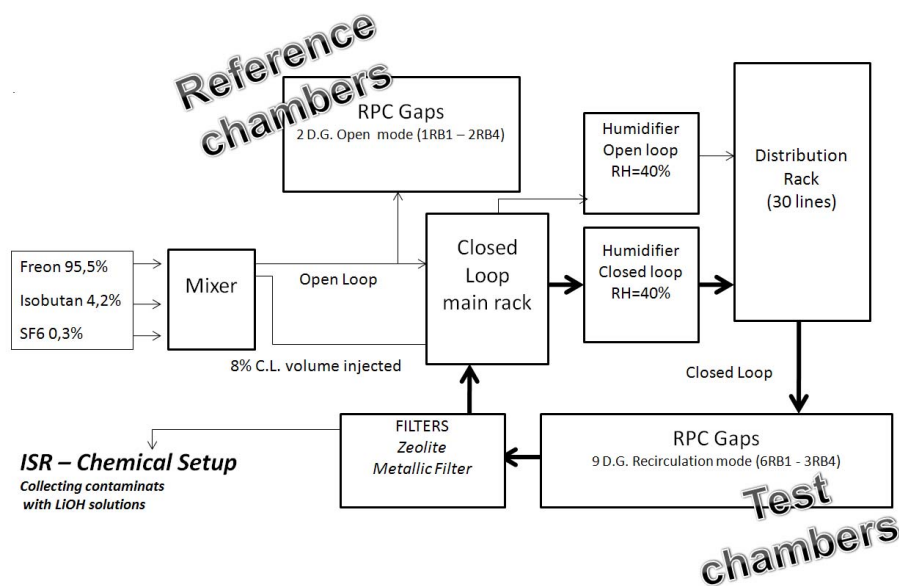 Reference
chambers
RPC Gaps
2 D.G. Open mode (1RB1 – 2RB4)
Humidifier
Open loop
RH=40%
Distribution
Rack
(30 lines)
Freon 95,5%
Isobutan 4,2%
SF6 0,3%
Mixer
Open Loop
Closed
Loop
main rack
Humidifier
Closed loop
RH=40%
8% C.L. volume injected
Closed Loop
FILTERS
Zeolite
Metallic Filter
RPC Gaps
9 D.G. Recirculation mode (6RB1 - 3RB4)
ISR – Chemical Setup
Collecting contaminats
with LiOH solutions
Test
chambers